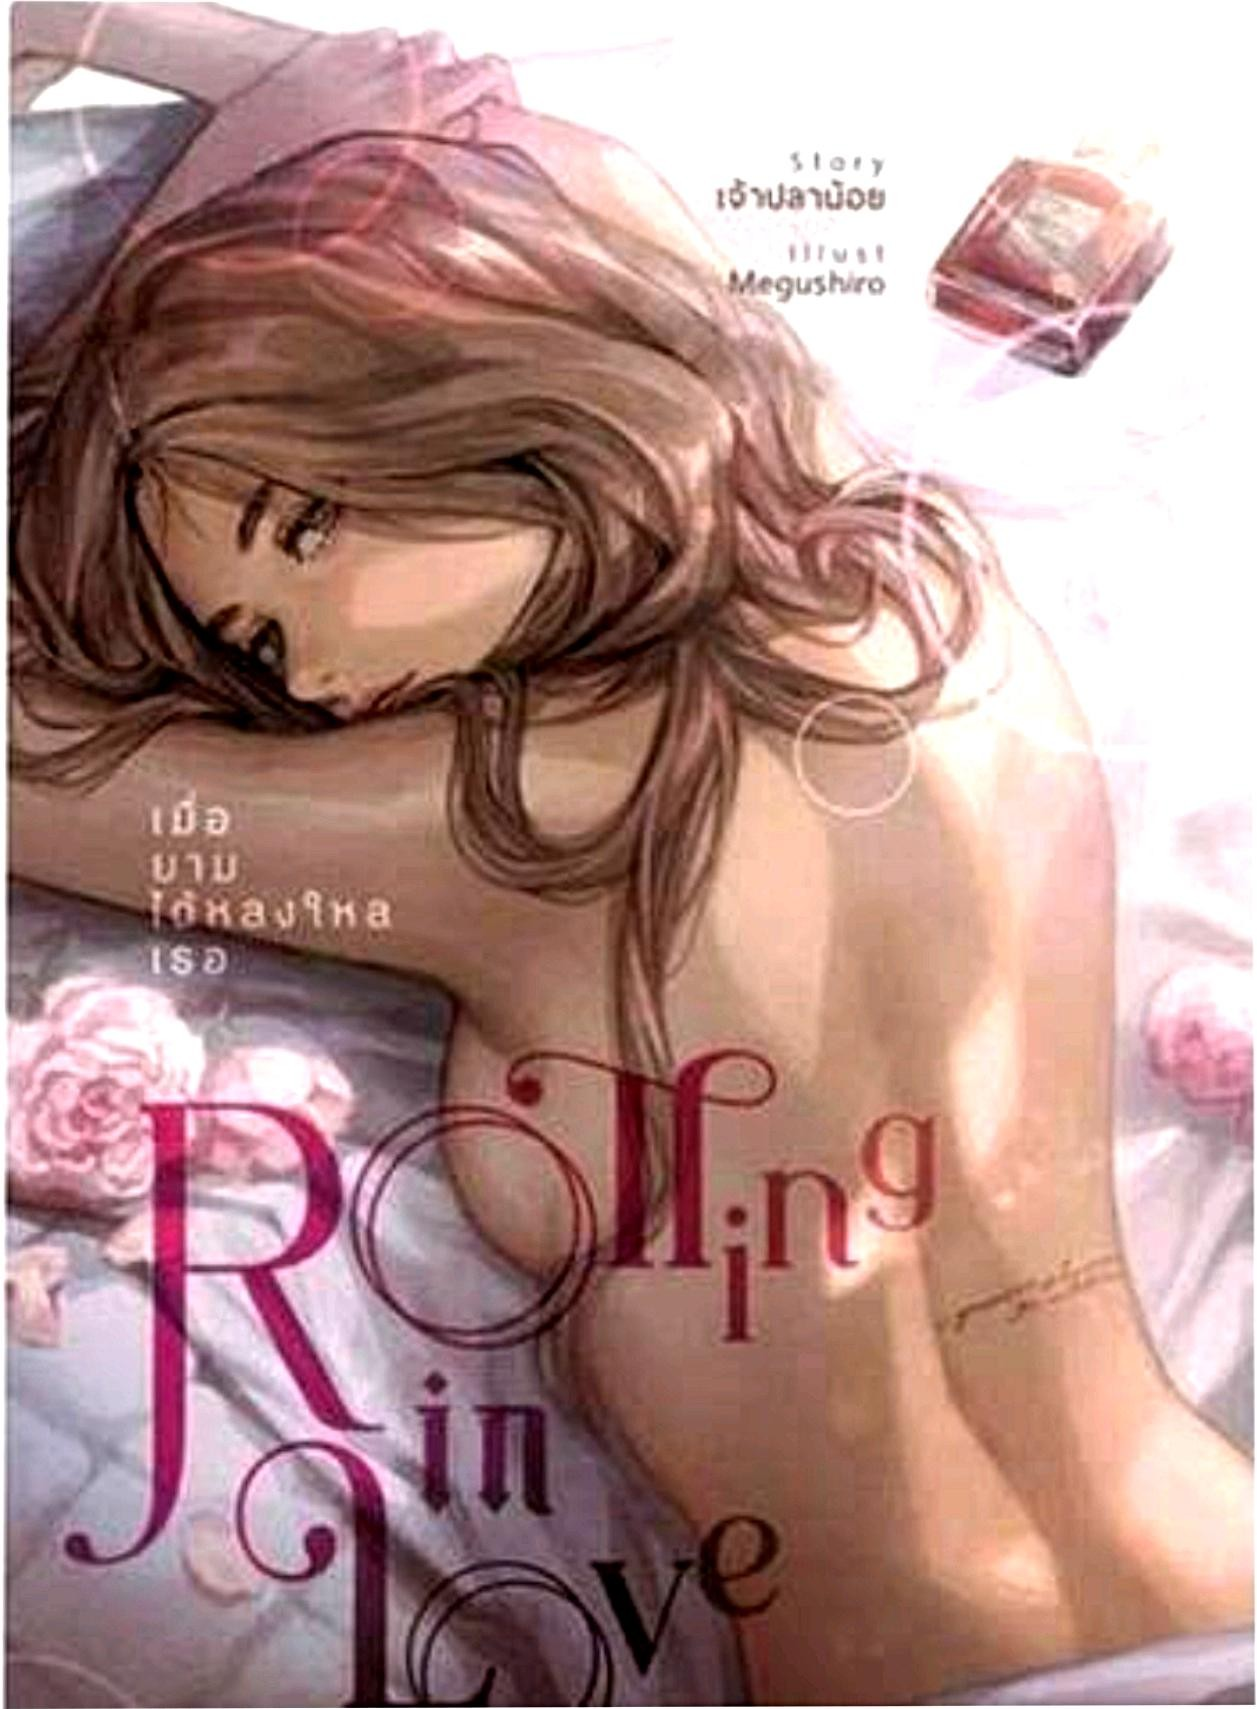 Story
เจ้าปลาน้อย
Illust
Megushiro
เมื่อ
ยาม
ได้หลงใหล
เธอ
Rolling
in
Love